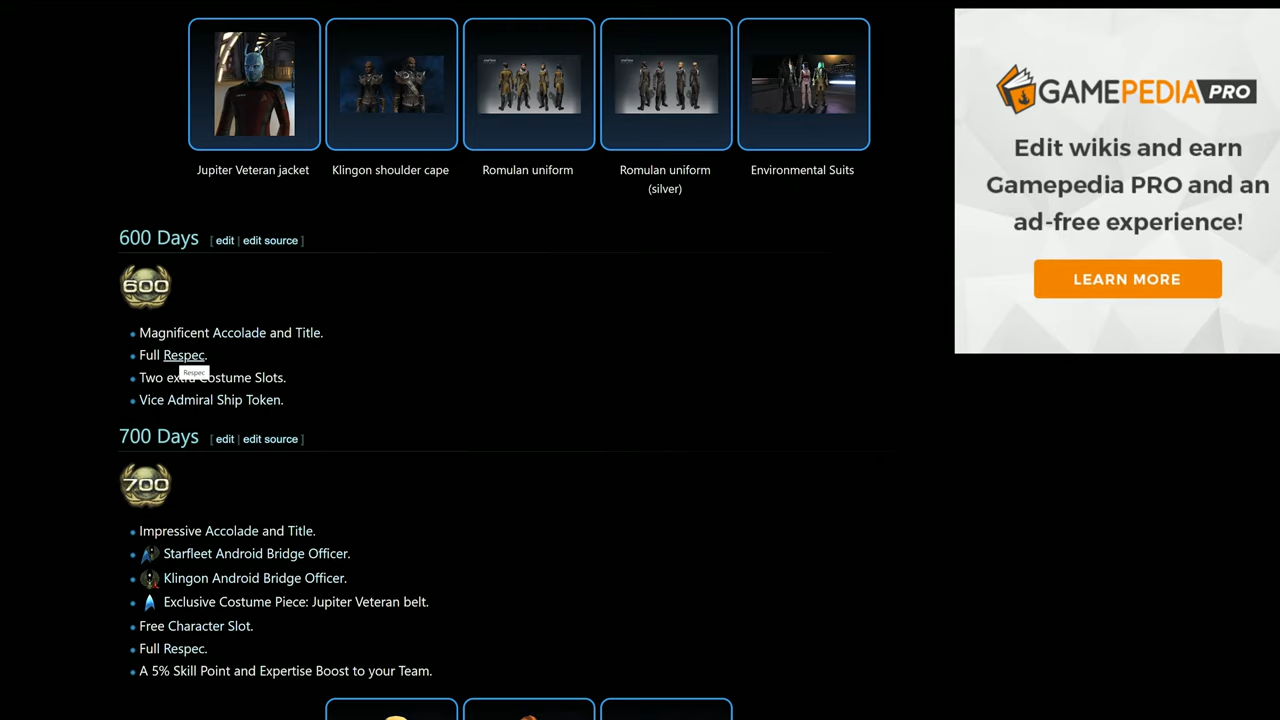 GAMEPEDIA PRO
Edit wikis and earn
Gamepedia PRO and an
ad-free experience!
LEARN MORE
Jupiter Veteran jacket
Klingon shoulder cape
Romulan uniform
Romulan uniform
(silver)
Environmental Suits
600 Days [ edit | edit source ]
600
Magnificent Accolade and Title.
Full Respec.
Respec
Two extra Costume Slots.
Vice Admiral Ship Token.
700 Days [ edit | edit source ]
700
Impressive Accolade and Title.
Starfleet Android Bridge Officer.
Klingon Android Bridge Officer.
Exclusive Costume Piece: Jupiter Veteran belt.
Free Character Slot.
Full Respec.
A 5% Skill Point and Expertise Boost to your Team.